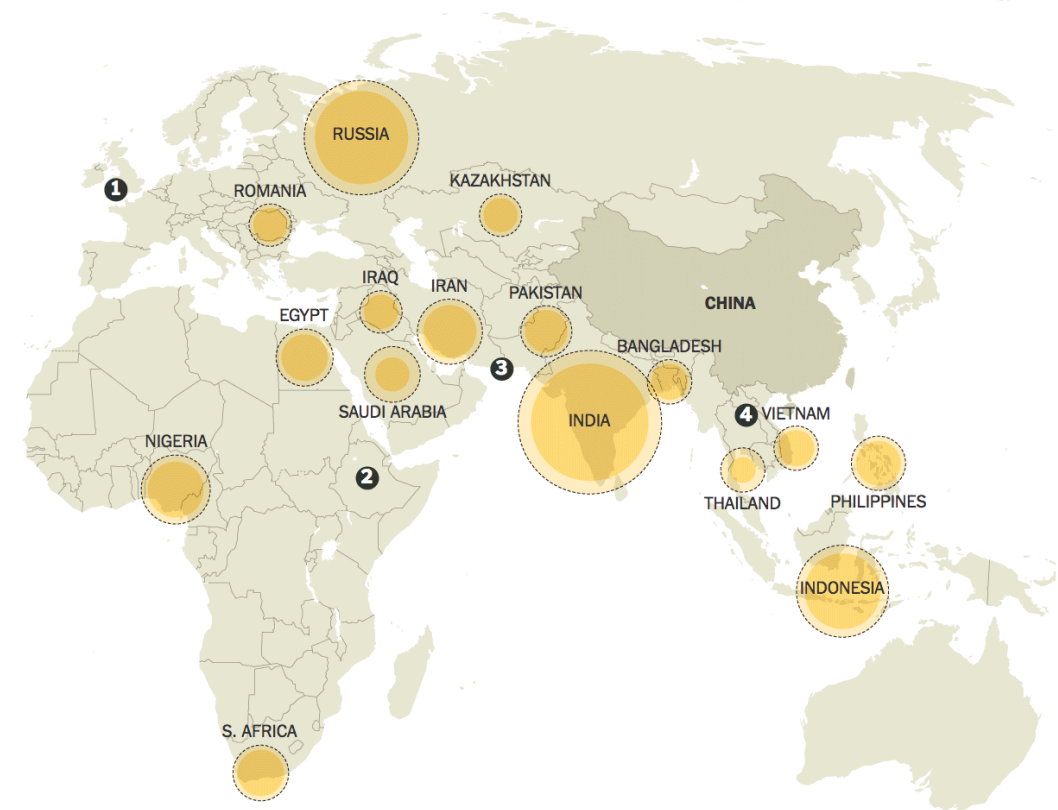 RUSSIA
KAZAKHSTAN
1
ROMANIA
IRAQ
IRAN
PAKISTAN
CHINA
EGYPT
BANGLADESH
3
SAUDI ARABIA
INDIA
4 VIETNAM
NIGERIA
2
THAILAND
PHILIPPINES
INDONESIA
S. AFRICA